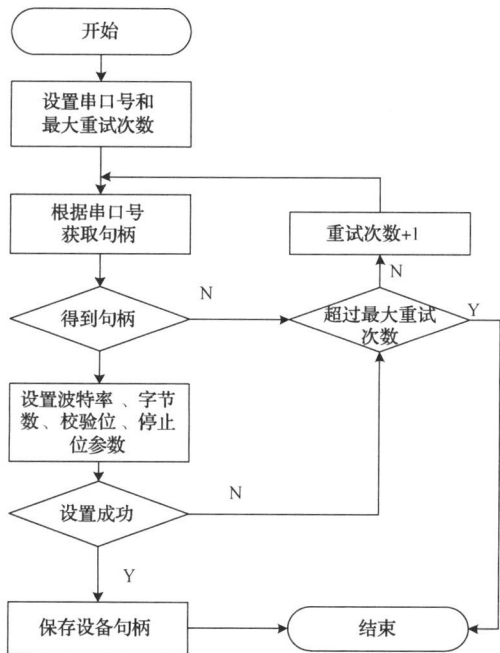 开始
设置串口号和
最大重试次数
根据串口号
获取句柄
重试次数+1
N
得到句柄
N
超过最大重试
次数
Y
设置波特率、字节
数、校验位、停止
位参数
设置成功
N
Y
保存设备句柄
结束